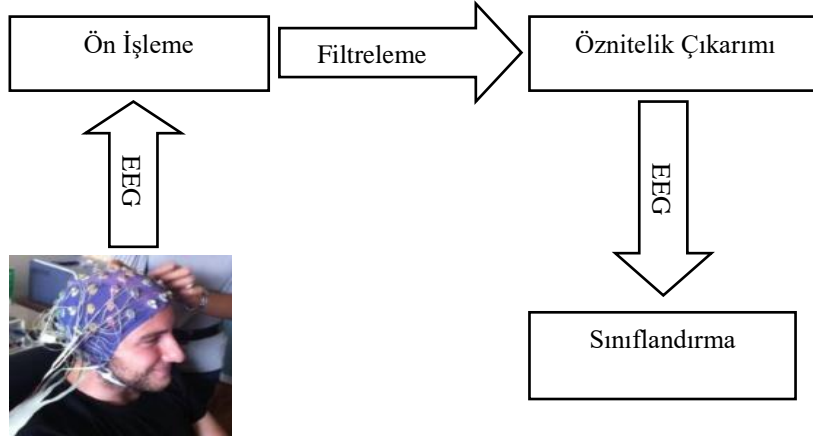 Ön İşleme
Filtreleme
Öznitelik Çıkarımı
EEG
EEG
Sınıflandırma